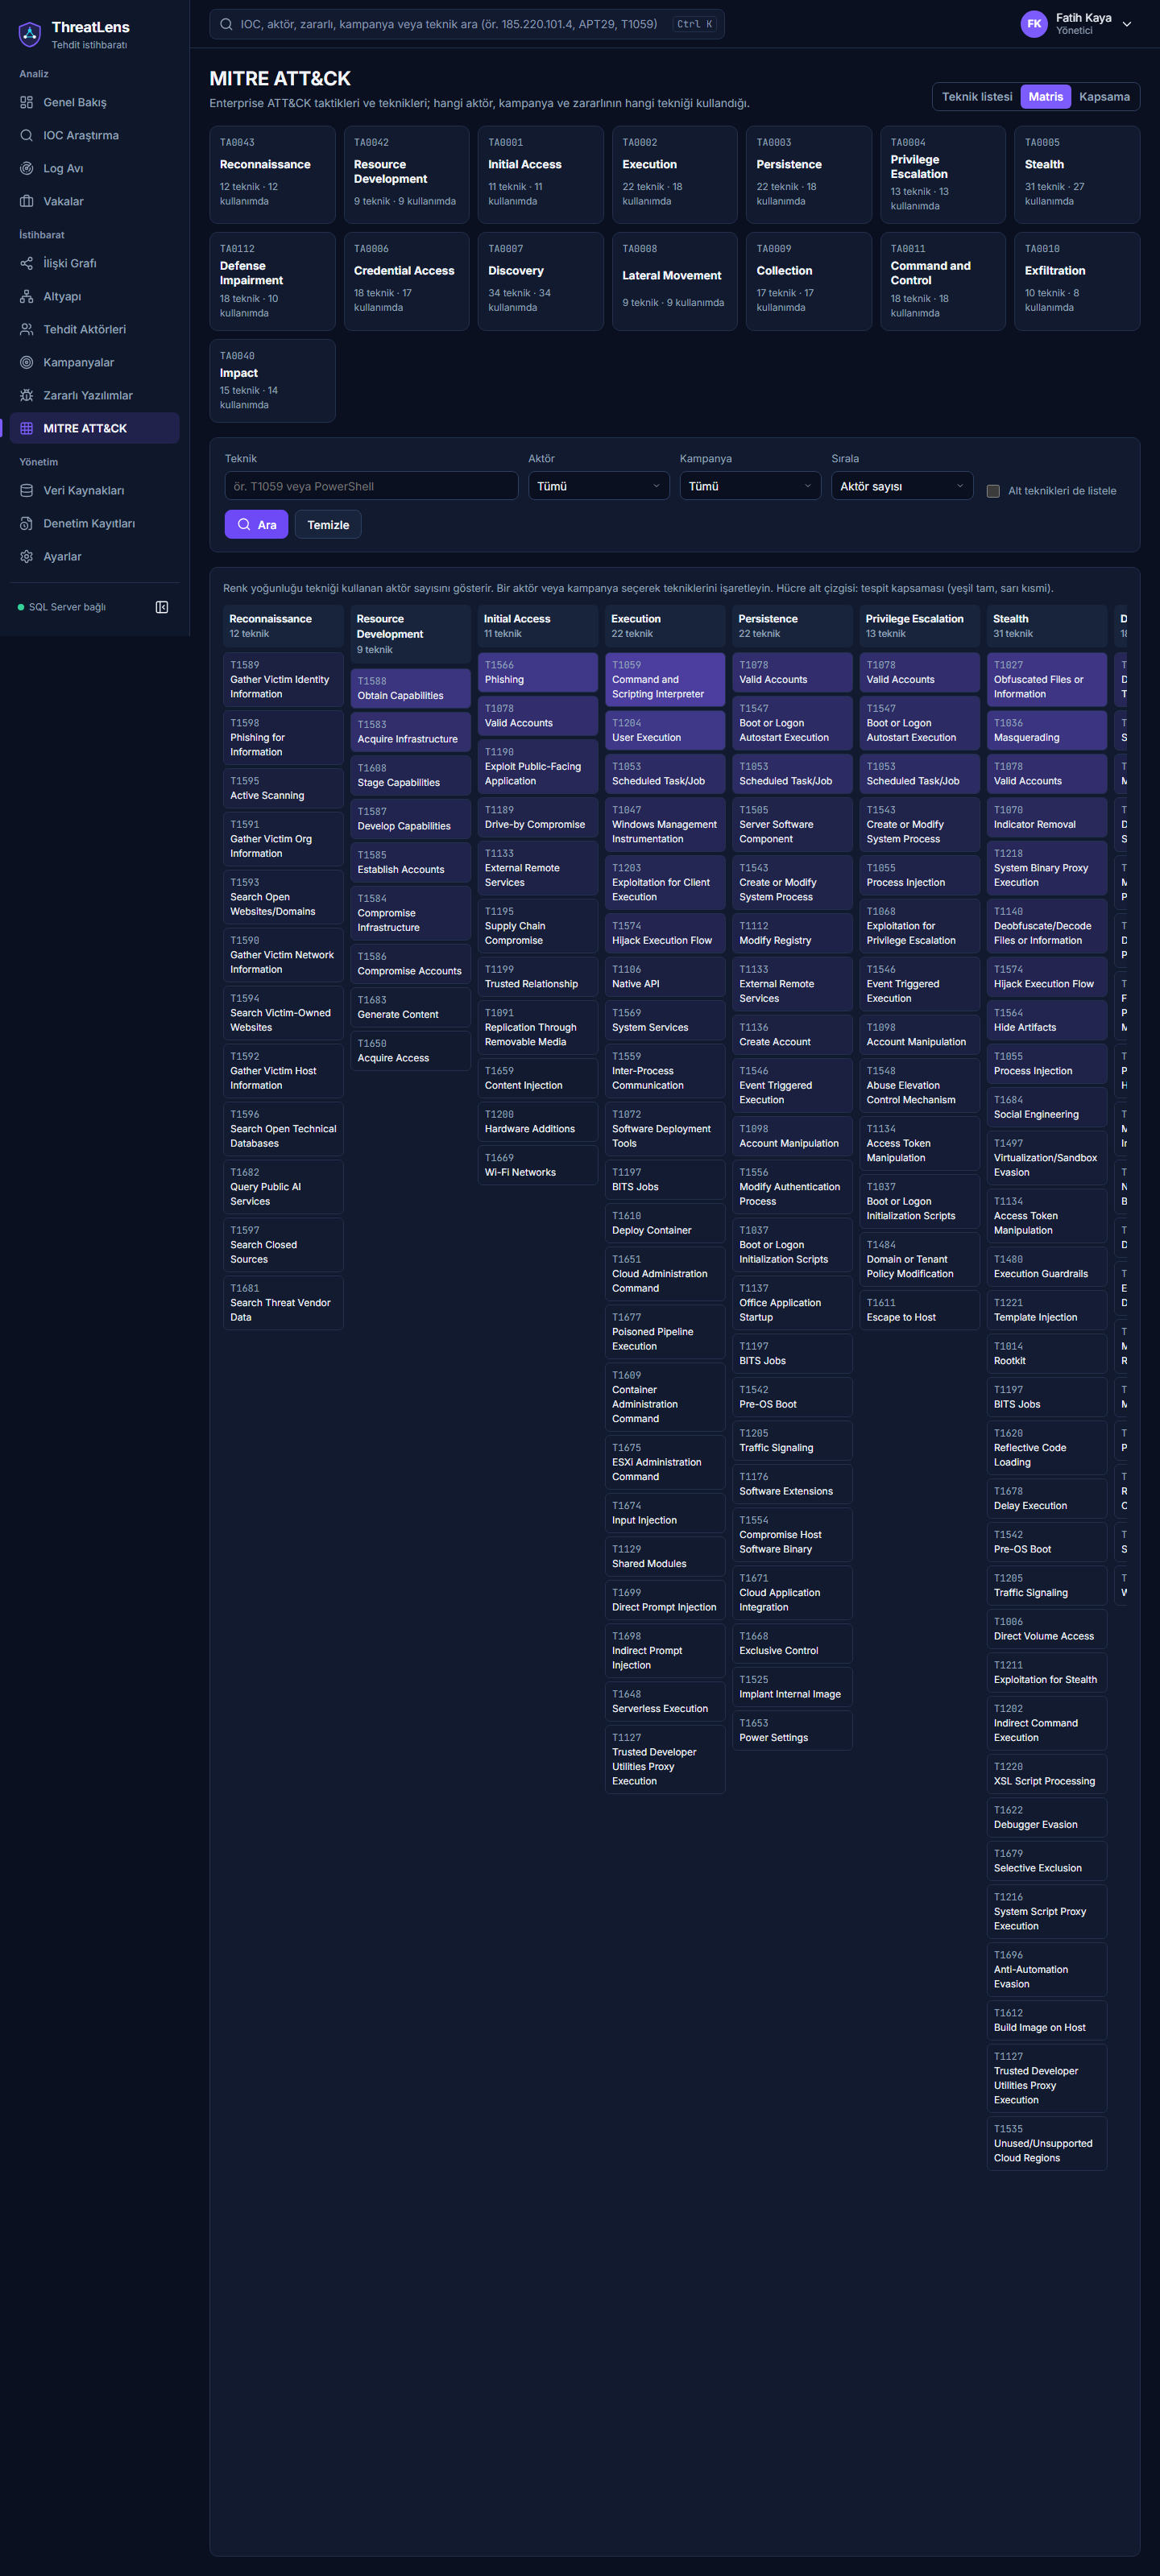 ThreatLens
Tehdit istihbaratı
Analiz
Genel Bakış
IOC Araştırma
Log Avı
Vakalar
İstihbarat
İlişki Grafı
Altyapı
Tehdit Aktörleri
Kampanyalar
Zararlı Yazılımlar
MITRE ATT&CK
Yönetim
Veri Kaynakları
Denetim Kayıtları
Ayarlar
SQL Server bağlı
IOC, aktör, zararlı, kampanya veya teknik ara (ör. 185.220.101.4, APT29, T1059)
Ctrl K
FK
Fatih Kaya
Yönetici
MITRE ATT&CK
Enterprise ATT&CK taktikleri ve teknikleri; hangi aktör, kampanya ve zararlının hangi tekniği kullandığı.
Teknik listesi
Matris
Kapsama
TA0043
Reconnaissance
12 teknik · 12
kullanımda
TA0042
Resource
Development
9 teknik · 9 kullanımda
TA0001
Initial Access
11 teknik · 11
kullanımda
TA0002
Execution
22 teknik · 18
kullanımda
TA0003
Persistence
22 teknik · 18
kullanımda
TA0004
Privilege
Escalation
13 teknik · 13
kullanımda
TA0005
Stealth
31 teknik · 27
kullanımda
TA0112
Defense
Impairment
18 teknik · 10
kullanımda
TA0006
Credential Access
18 teknik · 17
kullanımda
TA0007
Discovery
34 teknik · 34
kullanımda
TA0008
Lateral Movement
9 teknik · 9 kullanımda
TA0009
Collection
17 teknik · 17
kullanımda
TA0011
Command and
Control
18 teknik · 18
kullanımda
TA0010
Exfiltration
10 teknik · 8
kullanımda
TA0040
Impact
15 teknik · 14
kullanımda
Teknik
ör. T1059 veya PowerShell
Aktör
Tümü
Kampanya
Tümü
Sırala
Aktör sayısı
Alt teknikleri de listele
Ara
Temizle
Renk yoğunluğu tekniği kullanan aktör sayısını gösterir. Bir aktör veya kampanya seçerek tekniklerini işaretleyin. Hücre alt çizgisi: tespit kapsaması (yeşil tam, sarı kısmi).
Reconnaissance
12 teknik
T1589
Gather Victim Identity
Information
T1598
Phishing for
Information
T1595
Active Scanning
T1591
Gather Victim Org
Information
T1593
Search Open
Websites/Domains
T1590
Gather Victim Network
Information
T1594
Search Victim-Owned
Websites
T1592
Gather Victim Host
Information
T1596
Search Open Technical
Databases
T1682
Query Public AI
Services
T1597
Search Closed
Sources
T1681
Search Threat Vendor
Data
Resource
Development
9 teknik
T1588
Obtain Capabilities
T1583
Acquire Infrastructure
T1608
Stage Capabilities
T1587
Develop Capabilities
T1585
Establish Accounts
T1584
Compromise
Infrastructure
T1586
Compromise Accounts
T1683
Generate Content
T1650
Acquire Access
Initial Access
11 teknik
T1566
Phishing
T1078
Valid Accounts
T1190
Exploit Public-Facing
Application
T1189
Drive-by Compromise
T1133
External Remote
Services
T1195
Supply Chain
Compromise
T1199
Trusted Relationship
T1091
Replication Through
Removable Media
T1659
Content Injection
T1200
Hardware Additions
T1669
Wi-Fi Networks
Execution
22 teknik
T1059
Command and
Scripting Interpreter
T1204
User Execution
T1053
Scheduled Task/Job
T1047
Windows Management
Instrumentation
T1203
Exploitation for Client
Execution
T1574
Hijack Execution Flow
T1106
Native API
T1569
System Services
T1559
Inter-Process
Communication
T1072
Software Deployment
Tools
T1197
BITS Jobs
T1610
Deploy Container
T1651
Cloud Administration
Command
T1677
Poisoned Pipeline
Execution
T1609
Container
Administration
Command
T1675
ESXi Administration
Command
T1674
Input Injection
T1129
Shared Modules
T1699
Direct Prompt Injection
T1698
Indirect Prompt
Injection
T1648
Serverless Execution
T1127
Trusted Developer
Utilities Proxy
Execution
Persistence
22 teknik
T1078
Valid Accounts
T1547
Boot or Logon
Autostart Execution
T1053
Scheduled Task/Job
T1505
Server Software
Component
T1543
Create or Modify
System Process
T1112
Modify Registry
T1133
External Remote
Services
T1136
Create Account
T1546
Event Triggered
Execution
T1098
Account Manipulation
T1556
Modify Authentication
Process
T1037
Boot or Logon
Initialization Scripts
T1137
Office Application
Startup
T1197
BITS Jobs
T1542
Pre-OS Boot
T1205
Traffic Signaling
T1176
Software Extensions
T1554
Compromise Host
Software Binary
T1671
Cloud Application
Integration
T1668
Exclusive Control
T1525
Implant Internal Image
T1653
Power Settings
Privilege Escalation
13 teknik
T1078
Valid Accounts
T1547
Boot or Logon
Autostart Execution
T1053
Scheduled Task/Job
T1543
Create or Modify
System Process
T1055
Process Injection
T1068
Exploitation for
Privilege Escalation
T1546
Event Triggered
Execution
T1098
Account Manipulation
T1548
Abuse Elevation
Control Mechanism
T1134
Access Token
Manipulation
T1037
Boot or Logon
Initialization Scripts
T1484
Domain or Tenant
Policy Modification
T1611
Escape to Host
Stealth
31 teknik
T1027
Obfuscated Files or
Information
T1036
Masquerading
T1078
Valid Accounts
T1070
Indicator Removal
T1218
System Binary Proxy
Execution
T1140
Deobfuscate/Decode
Files or Information
T1574
Hijack Execution Flow
T1564
Hide Artifacts
T1055
Process Injection
T1684
Social Engineering
T1497
Virtualization/Sandbox
Evasion
T1134
Access Token
Manipulation
T1480
Execution Guardrails
T1221
Template Injection
T1014
Rootkit
T1197
BITS Jobs
T1620
Reflective Code
Loading
T1678
Delay Execution
T1542
Pre-OS Boot
T1205
Traffic Signaling
T1006
Direct Volume Access
T1211
Exploitation for Stealth
T1202
Indirect Command
Execution
T1220
XSL Script Processing
T1622
Debugger Evasion
T1679
Selective Exclusion
T1216
System Script Proxy
Execution
T1696
Anti-Automation
Evasion
T1612
Build Image on Host
T1127
Trusted Developer
Utilities Proxy
Execution
T1535
Unused/Unsupported
Cloud Regions